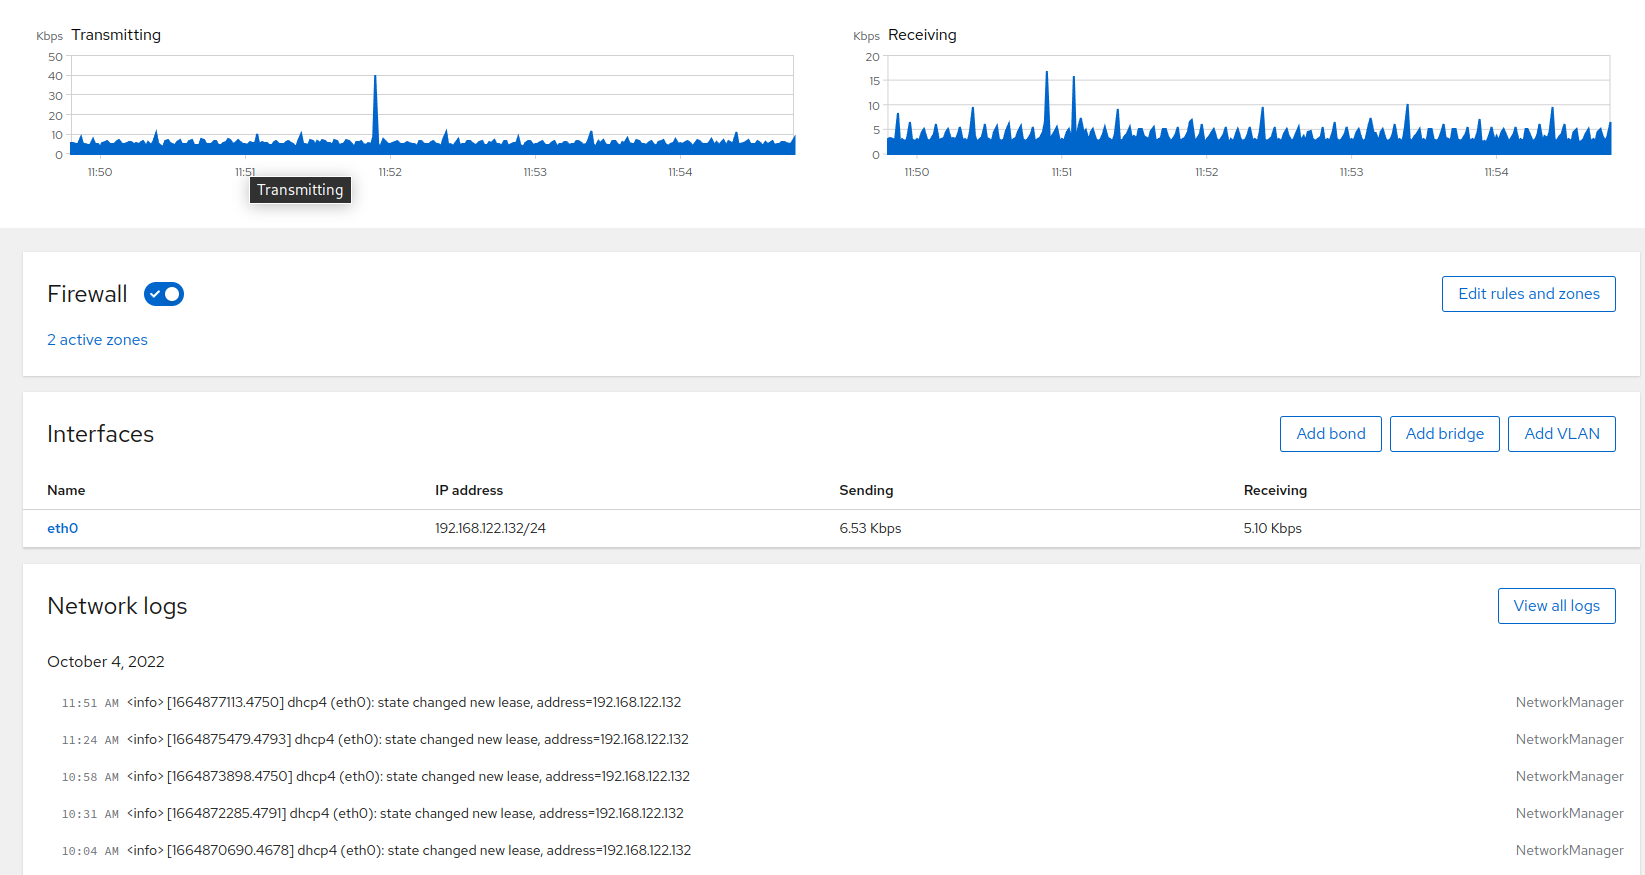 Kbps Transmitting
50
40
30
20
10
0
11:50 11:51 11:52 11:53 11:54
Transmitting
Kbps Receiving
20
15
10
5
0
11:50 11:51 11:52 11:53 11:54
Firewall
Edit rules and zones
2 active zones
Interfaces
Add bond Add bridge Add VLAN
Name IP address Sending Receiving
eth0 192.168.122.132/24 6.53 Kbps 5.10 Kbps
Network logs
View all logs
October 4, 2022
11:51 AM <info> [1664877113.4750] dhcp4 (eth0): state changed new lease, address=192.168.122.132 NetworkManager
11:24 AM <info> [1664875479.4793] dhcp4 (eth0): state changed new lease, address=192.168.122.132 NetworkManager
10:58 AM <info> [1664873898.4750] dhcp4 (eth0): state changed new lease, address=192.168.122.132 NetworkManager
10:31 AM <info> [1664872285.4791] dhcp4 (eth0): state changed new lease, address=192.168.122.132 NetworkManager
10:04 AM <info> [1664870690.4678] dhcp4 (eth0): state changed new lease, address=192.168.122.132 NetworkManager